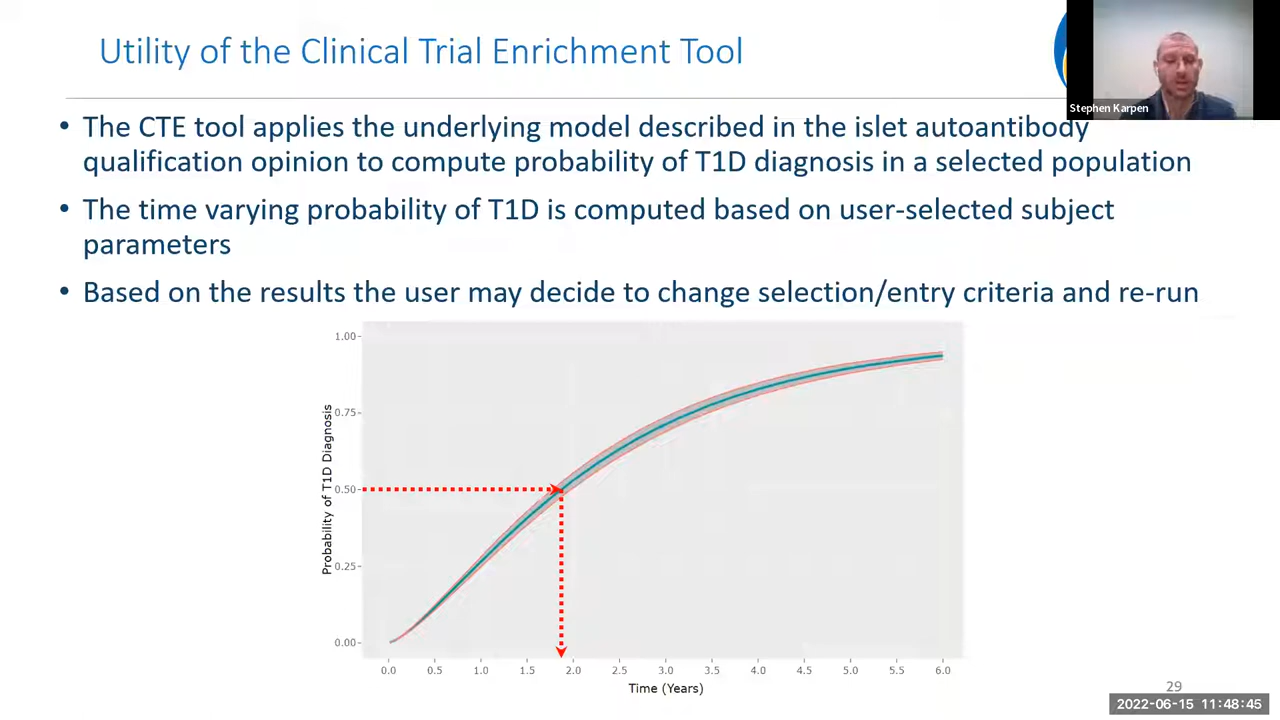 Utility of the Clinical Trial Enrichment Tool
Stephen Karpen
• The CTE tool applies the underlying model described in the islet autoantibody
qualification opinion to compute probability of T1D diagnosis in a selected population
• The time varying probability of T1D is computed based on user-selected subject
parameters
• Based on the results the user may decide to change selection/entry criteria and re-run
Probability of T1D Diagnosis
1.00
0.75
0.50
0.25
0.00
0.0 0.5 1.0 1.5 2.0 2.5 3.0 3.5 4.0 4.5 5.0 5.5 6.0
Time (Years)
29
2022-06-15 11:48:45